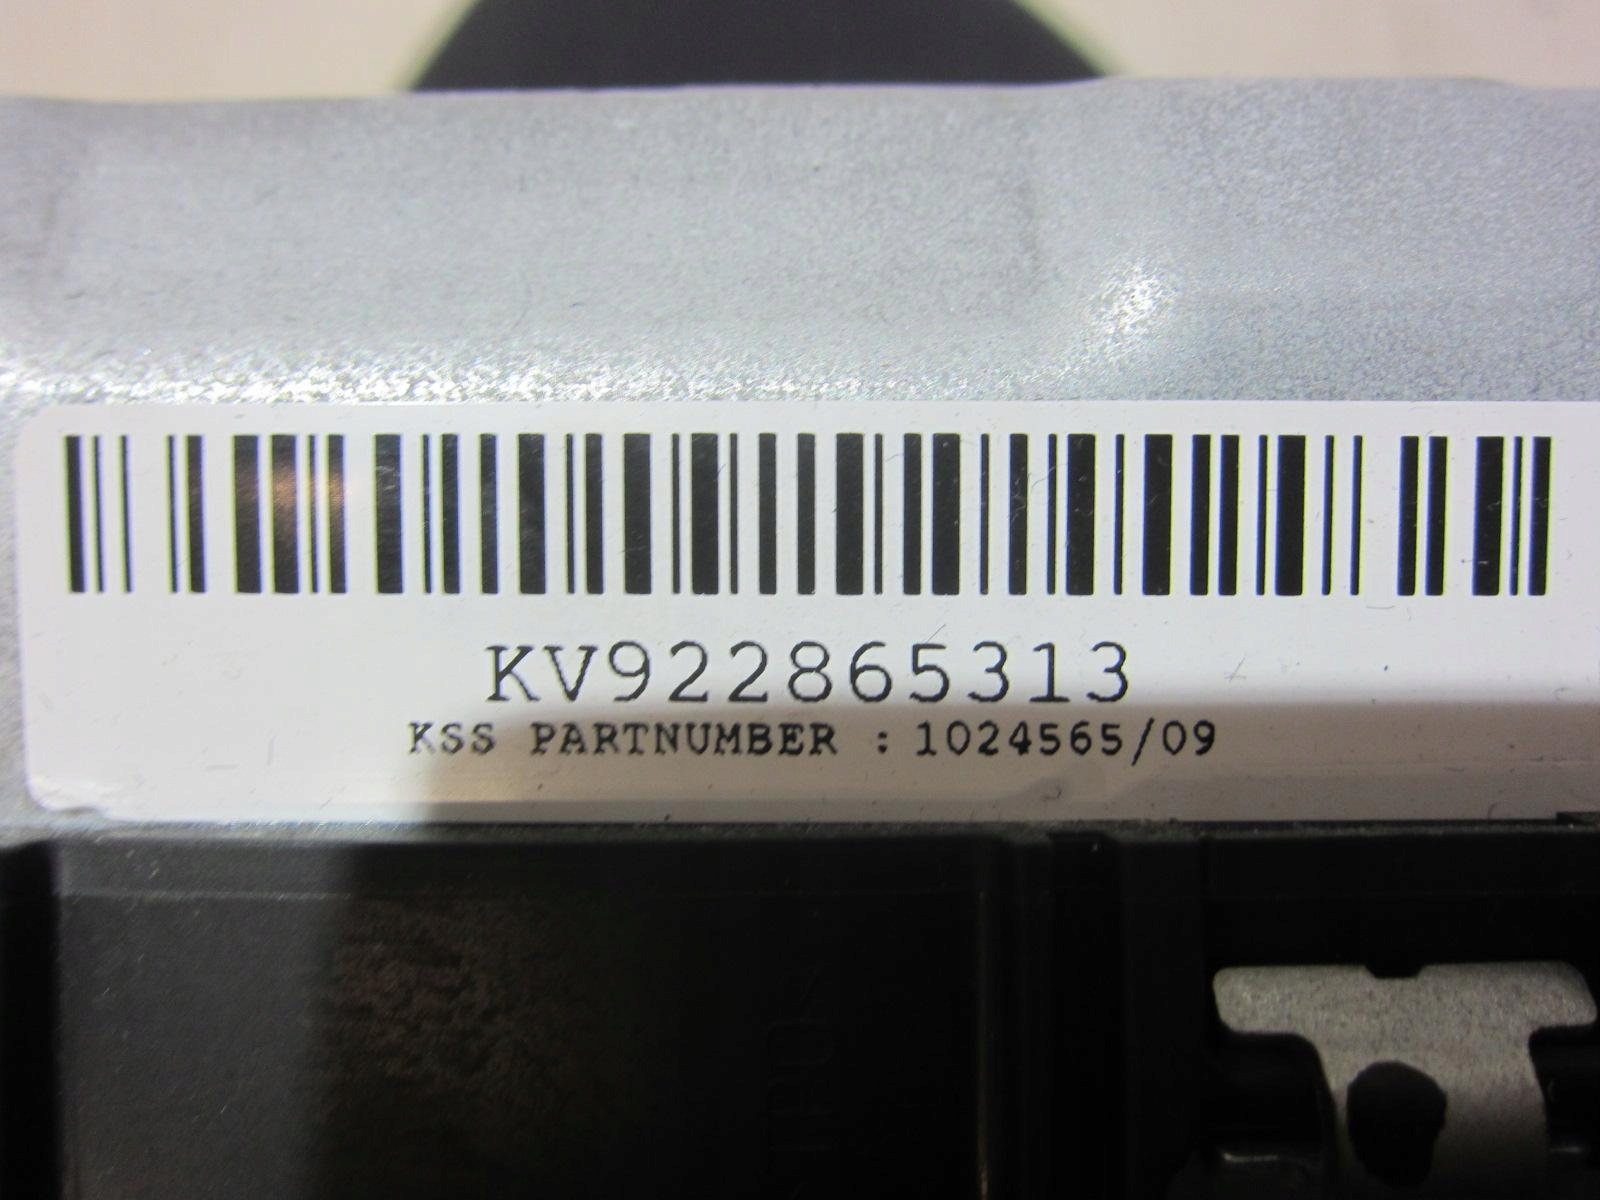 KV922865313
KSS PARTNUMBER : 1024565/09